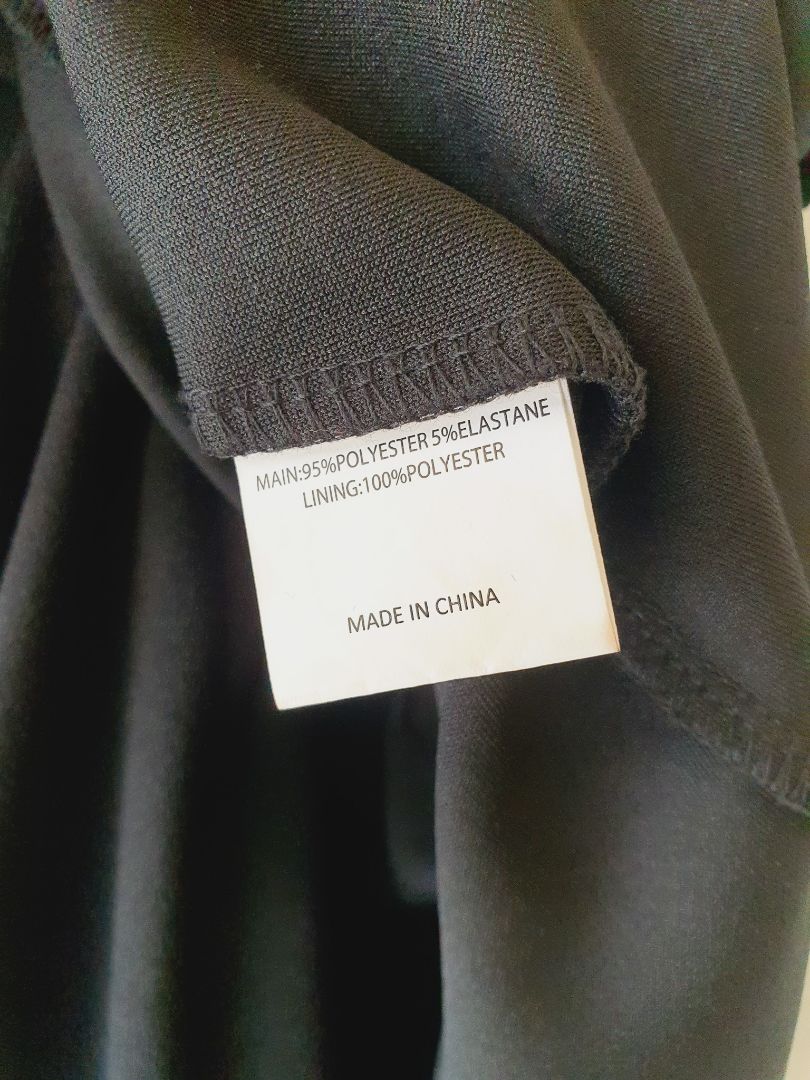 MAIN:95%POLYESTER 5%ELASTANE
LINING:100%POLYESTER
MADE IN CHINA